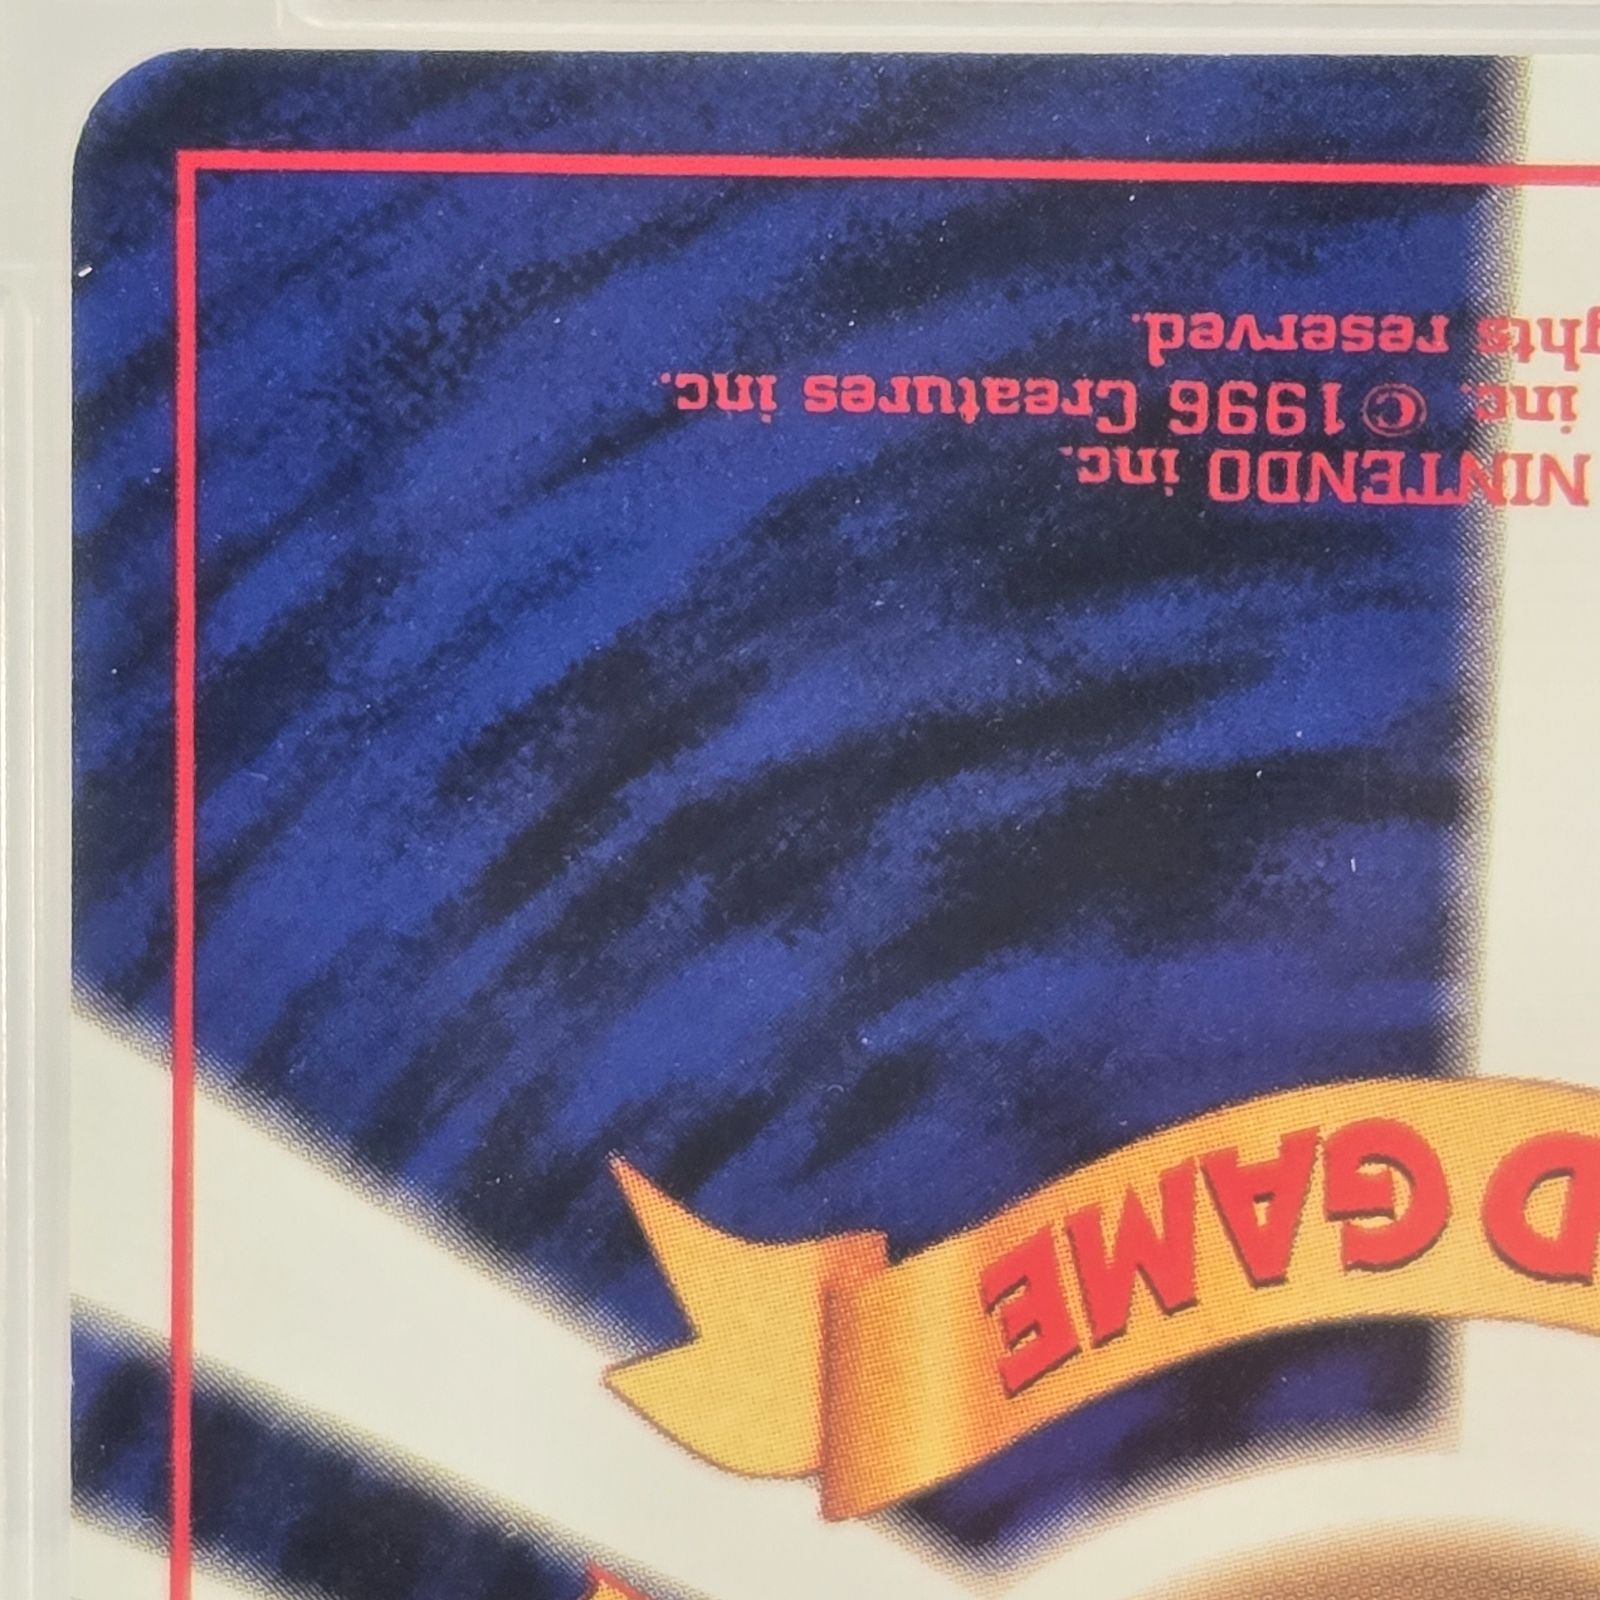 D GAME
NINTENDO inc.
inc. ©1996 Creatures inc.
ghts reserved.